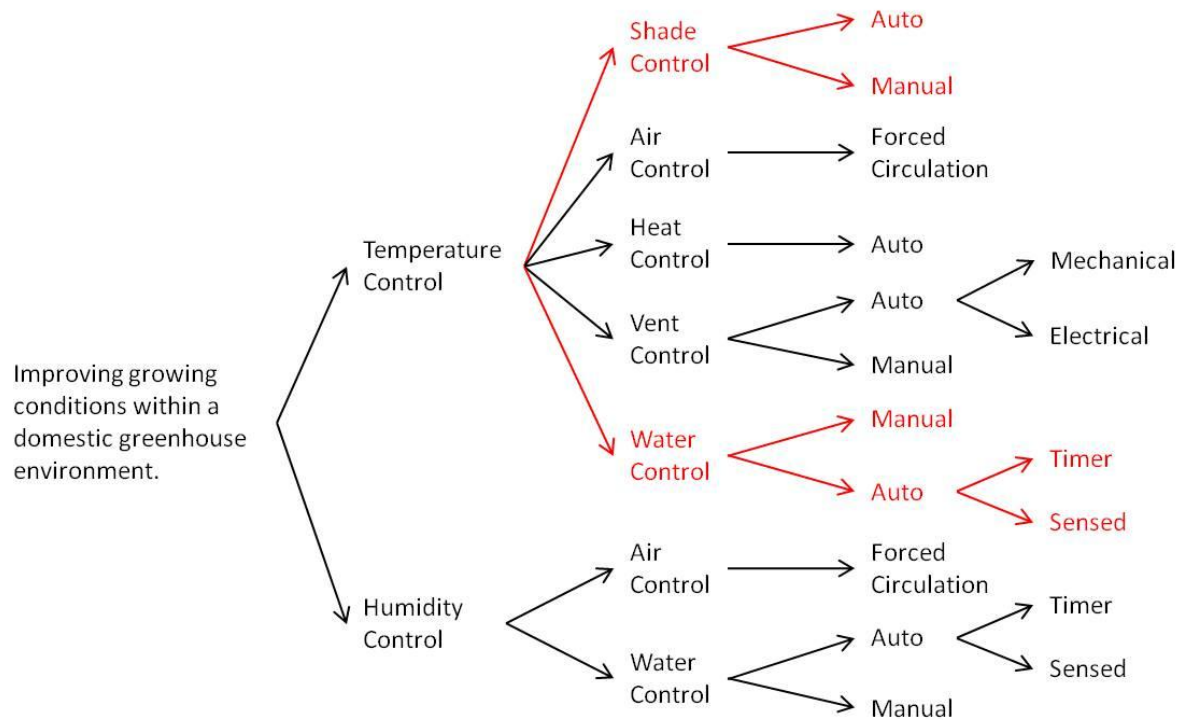 Improving growing
conditions within a
domestic greenhouse
environment.
Temperature
Control
Shade
Control
Auto
Manual
Air
Control
Forced
Circulation
Heat
Control
Auto
Vent
Control
Auto
Mechanical
Electrical
Manual
Water
Control
Manual
Auto
Timer
Sensed
Humidity
Control
Air
Control
Forced
Circulation
Water
Control
Auto
Timer
Sensed
Manual